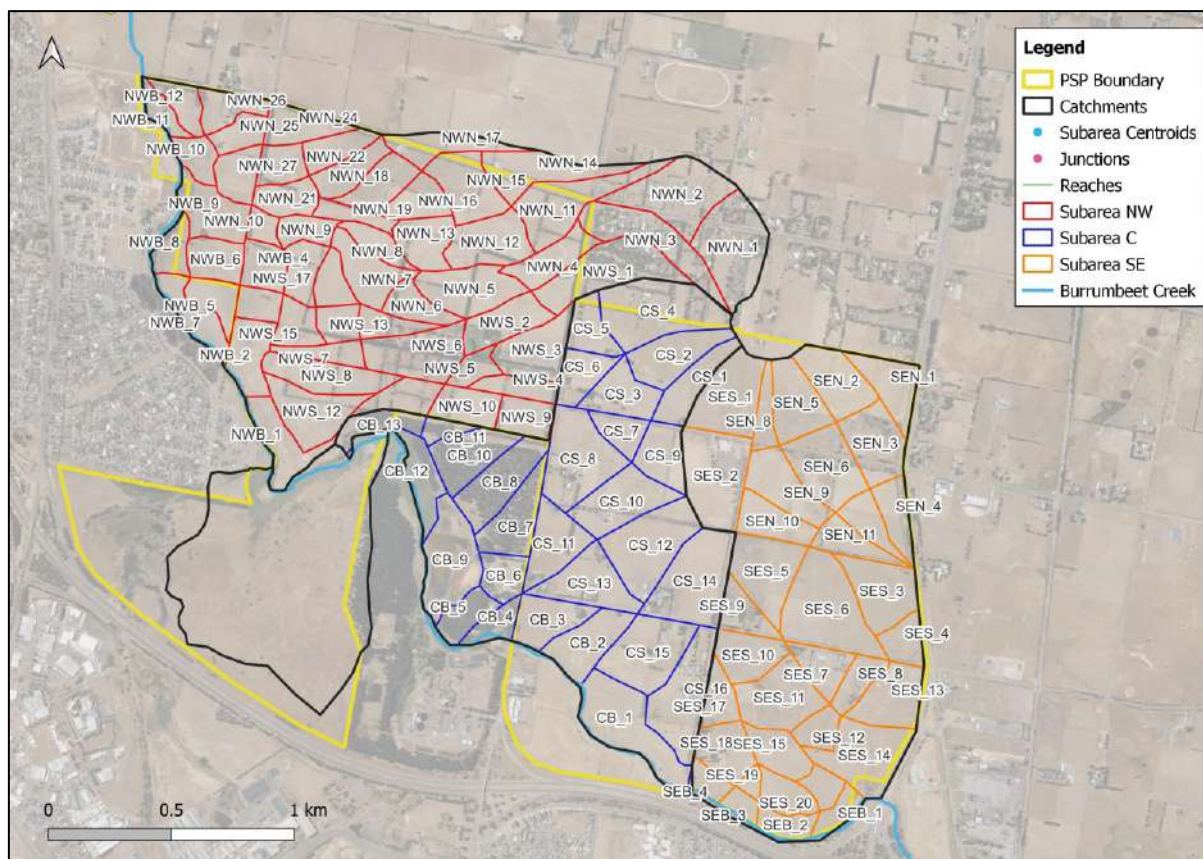 Legend
PSP Boundary
Catchments
Subarea Centroids
Junctions
Reaches
Subarea NW
Subarea C
Subarea SE
Burrumbeet Creek
NWB_12
NWN_26
NWB_11
NWN_25
NWN_24
NWN_17
NWB_10
NWN_27
NWN_22
NWN_14
NWN_18
NWN_15
NWB_9
NWN_21
NWN_16
NWN_2
NWN_10
NWN_19
NWN_11
NWN_9
NWN_13
NWB_8
NWN_12
NWN_3
NWN_1
NWB_6
NWB_4
NWN_8
NWN_4
NWS_1
NWS_17
NWN_7
NWN_5
NWB_5
NWN_6
NWB_7
NWS_15
NWS_13
NWS_2
CS_4
CS_5
NWB_2
NWS_7
NWS_6
NWS_3
CS_2
NWS_8
NWS_5
NWS_4
CS_6
CS_1
SEN_2
SEN_1
NWS_12
NWS_10
NWS_9
CS_3
SES_1
SEN_5
NWB_1
CB_13
CB_11
CS_7
SEN_8
SEN_3
CB_12
CB_10
CB_8
CS_8
CS_9
SES_2
SEN_6
CS_10
SEN_9
SEN_4
CB_7
SEN_10
CS_11
CS_12
SEN_11
CB_9
CB_6
CS_13
CS_14
SES_5
SES_3
CB_5
CB_4
CB_3
SES_9
SES_6
SES_4
CB_2
CS_15
SES_10
SES_7
SES_8
CS_16
SES_11
SES_13
CB_1
SES_17
SES_18
SES_15
SES_12
SES_14
SES_19
SEB_4
SES_20
SEB_3
SEB_2
SEB_1
0 0.5 1 km